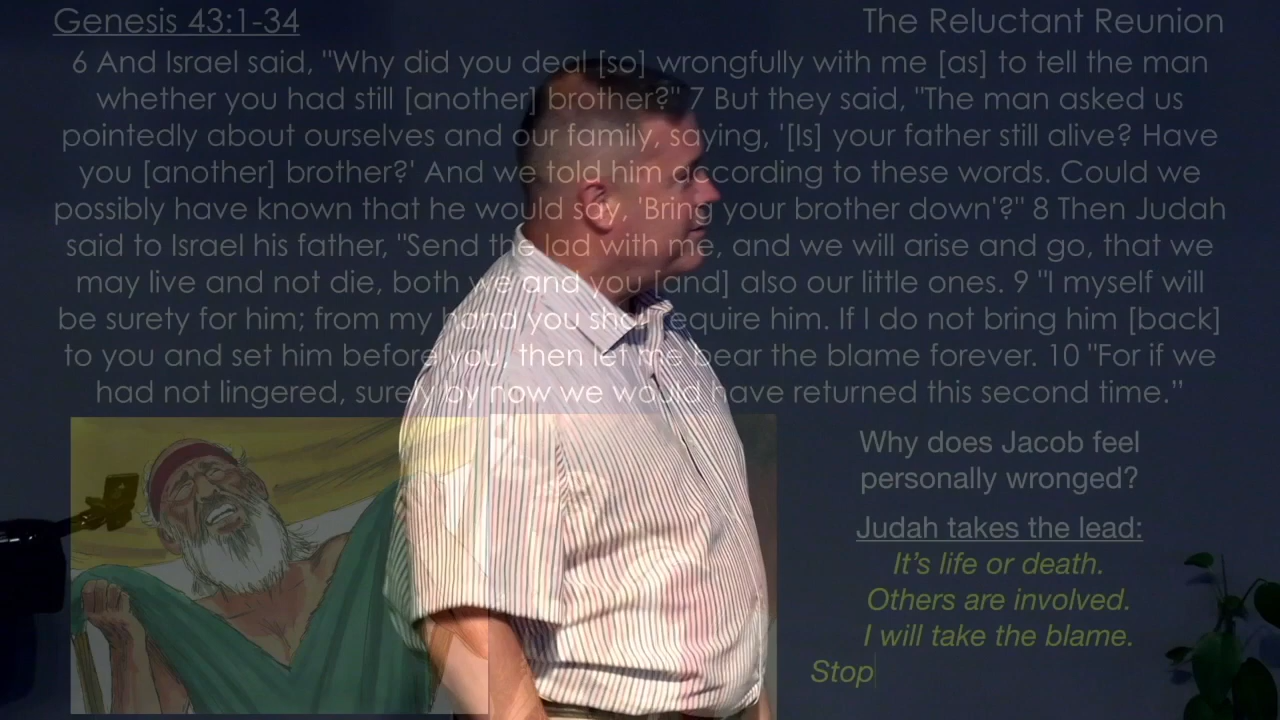 Genesis 43:1-34
The Reluctant Reunion
6 And Israel said, "Why did you deal [so] wrongfully with me [as] to tell the man
whether you had still [another] brother?" 7 But they said, "The man asked us
pointedly about ourselves and our family, saying, '[Is] your father still alive? Have
you [another] brother?' And we told him according to these words. Could we
possibly have known that he would say, 'Bring your brother down'?" 8 Then Judah
said to Israel his father, "Send the lad with me, and we will arise and go, that we
may live and not die, both we and you [and] also our little ones. 9 "I myself will
be surety for him; from my hand you shall require him. If I do not bring him [back]
to you and set him before you, then let me bear the blame forever. 10 "For if we
had not lingered, surely by now we would have returned this second time.”
Why does Jacob feel
personally wronged?
Judah takes the lead:
It’s life or death.
Others are involved.
I will take the blame.
Stop